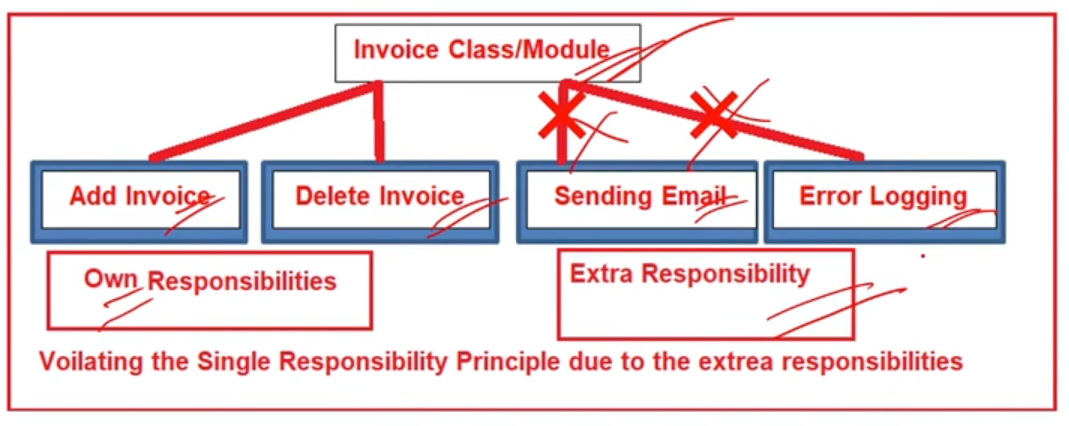 Invoice Class/Module
Add Invoice
Delete Invoice
Sending Email
Error Logging
Own Responsibilities
Extra Responsibility
Voilating the Single Responsibility Principle due to the extrea responsibilities